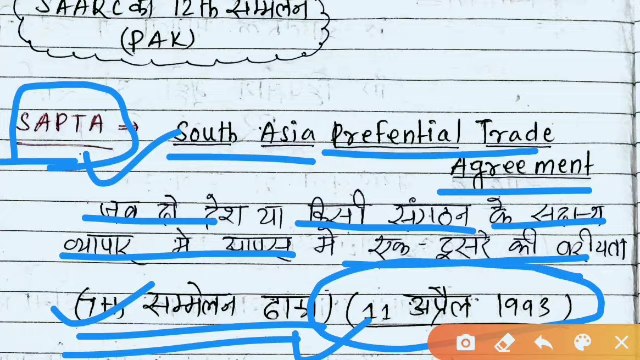 (SAARC का 12th सम्मेलन
(PAK)
SAPTA ⇒ South Asia Prefential Trade
Agreement
जब दो देश या किसी संगठन के सदस्य
व्यापार में आपस में एक-दूसरे को वरीयता
(7th सम्मेलन ढाका) (11 अप्रैल 1993)